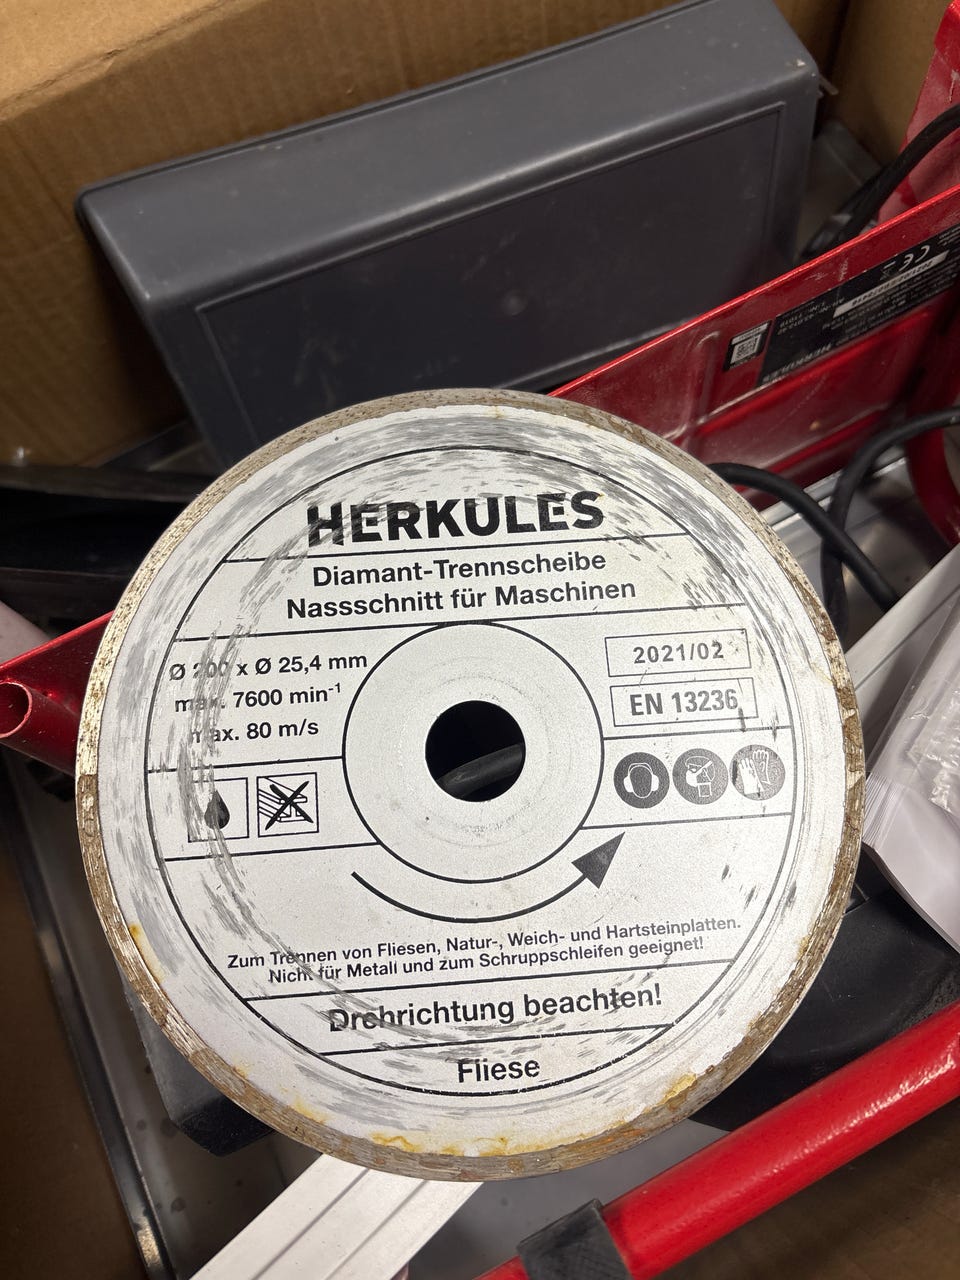 HERKULES
Diamant-Trennscheibe
Nassschnitt für Maschinen
Ø 200 x Ø 25,4 mm
max. 7600 min-1
max. 80 m/s
2021/02
EN 13236
Zum Trennen von Fliesen, Natur-, Weich- und Hartsteinplatten.
Nicht für Metall und zum Schruppschleifen geeignet!
Drehrichtung beachten!
Fliese
HERKULES
CE